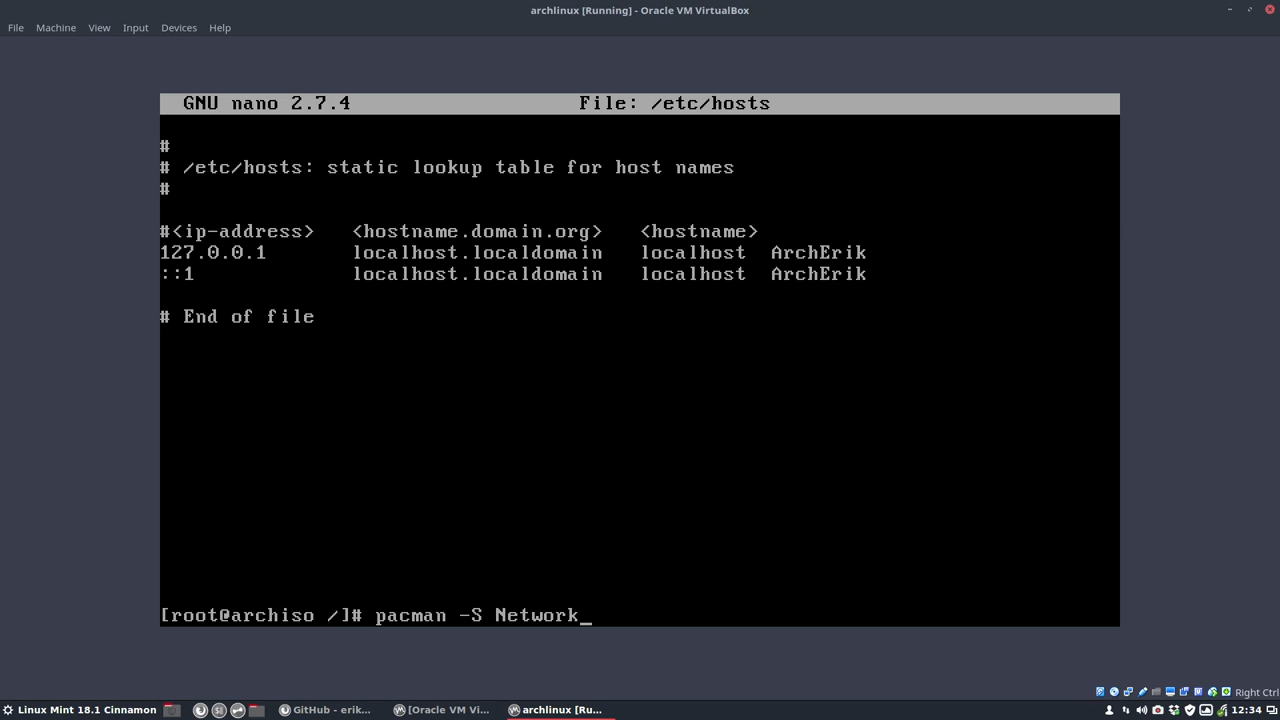 archlinux [Running] - Oracle VM VirtualBox
File Machine View Input Devices Help
GNU nano 2.7.4 File: /etc/hosts
#
# /etc/hosts: static lookup table for host names
#
#<ip-address> <hostname.domain.org> <hostname>
127.0.0.1 localhost.localdomain localhost ArchErik
::1 localhost.localdomain localhost ArchErik
# End of file
[root@archiso /]# pacman -S Network_
Right Ctrl
Linux Mint 18.1 Cinnamon GitHub - erik... [Oracle VM Vi... archlinux [Ru... 12:34